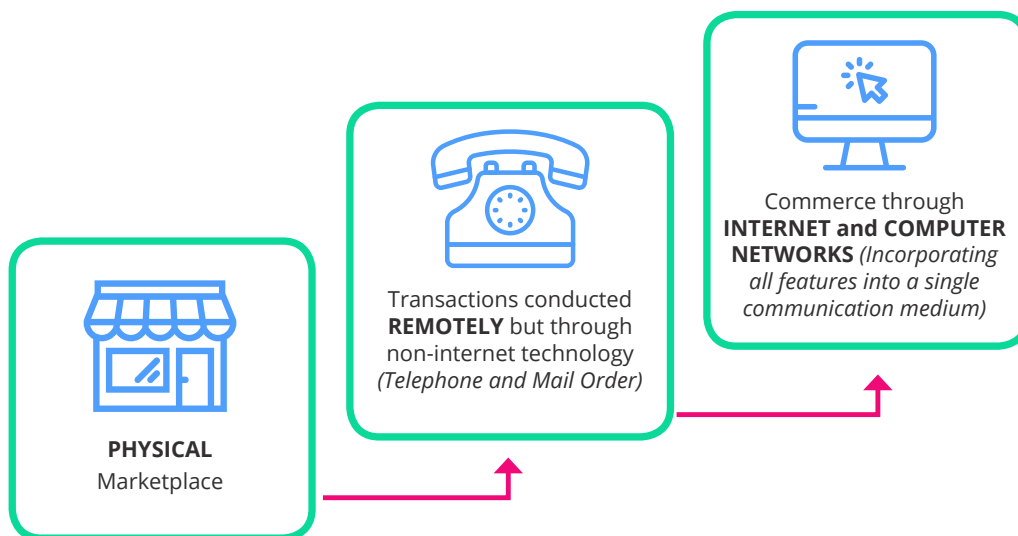 PHYSICAL
Marketplace
Transactions conducted
REMOTELY but through
non-internet technology
(Telephone and Mail Order)
Commerce through
INTERNET and COMPUTER
NETWORKS (Incorporating
all features into a single
communication medium)